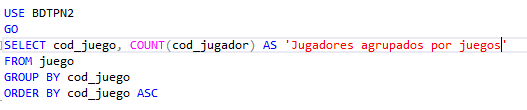 USE BDTPN2
GO
SELECT cod_juego, COUNT(cod_jugador) AS 'Jugadores agrupados por juegos'
FROM juego
GROUP BY cod_juego
ORDER BY cod_juego ASC